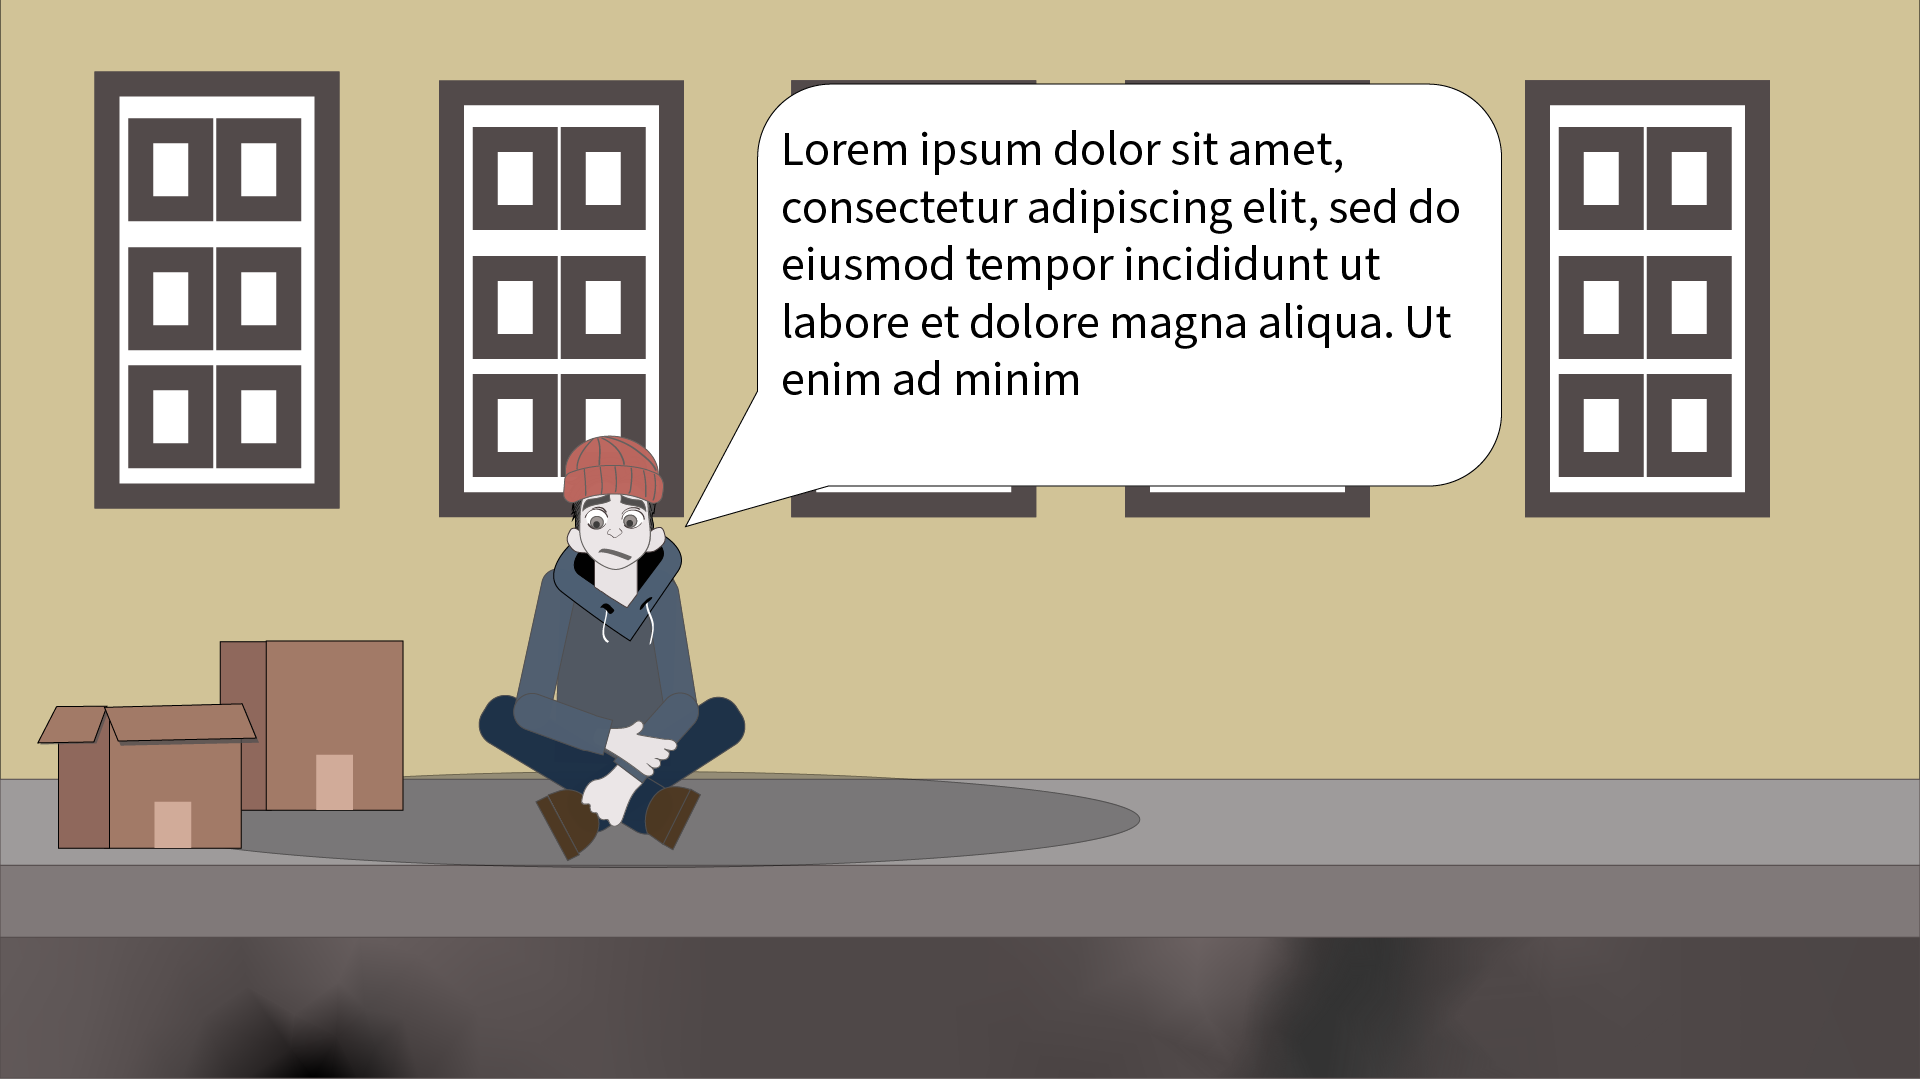 Lorem ipsum dolor sit amet,
consectetur adipiscing elit, sed do
eiusmod tempor incididunt ut
labore et dolore magna aliqua. Ut
enim ad minim